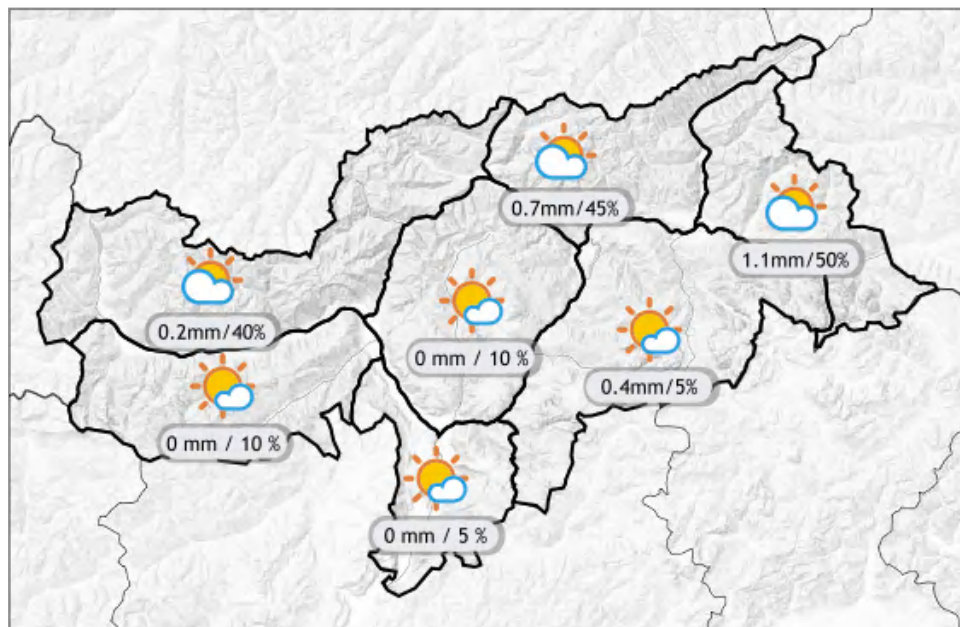 0.7mm/45%
1.1mm/50%
0.2mm/40%
0 mm / 10 %
0.4mm/5%
0 mm / 10 %
0 mm / 5 %